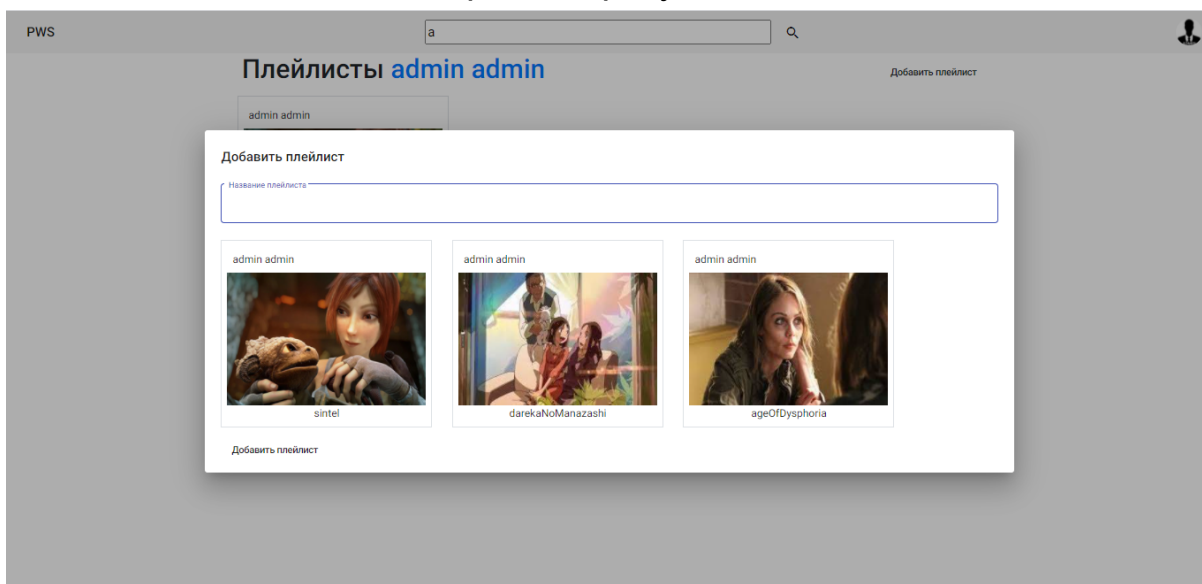 PWS
a
Плейлисты admin admin
Добавить плейлист
admin admin
Добавить плейлист
Название плейлиста
admin admin
admin admin
admin admin
sintel
darekaNoManazashi
ageOfDysphoria
Добавить плейлист